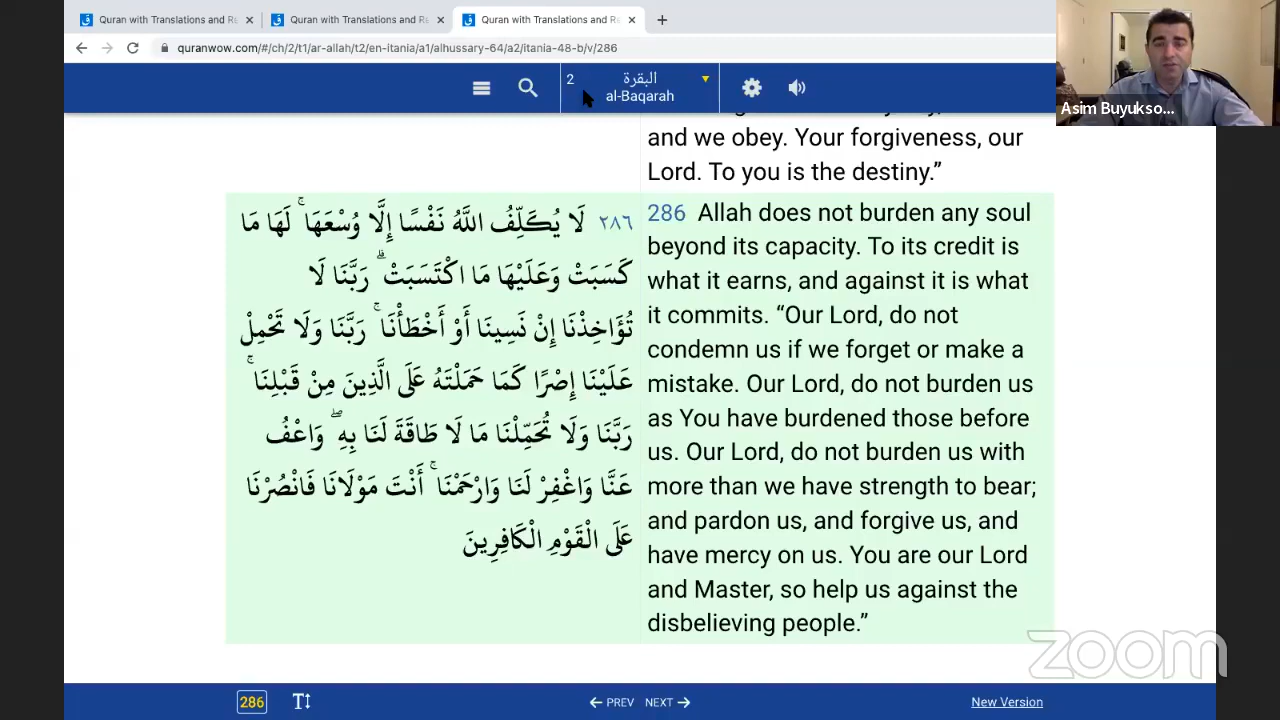 Quran with Translations and Re
Quran with Translations and Re
Quran with Translations and Re
quranwow.com/#/ch/2/t1/ar-allah/t2/en-itania/a1/alhussary-64/a2/itania-48-b/v/286
Asim Buyukso...
2
البقرة
al-Baqarah
and we obey. Your forgiveness, our
Lord. To you is the destiny.”
٢٨٦ لَا يُكَلِّفُ اللَّهُ نَفْسًا إِلَّا وُسْعَهَا ۚ لَهَا مَا
كَسَبَتْ وَعَلَيْهَا مَا اكْتَسَبَتْ ۗ رَبَّنَا لَا
تُؤَاخِذْنَا إِنْ نَسِينَا أَوْ أَخْطَأْنَا ۚ رَبَّنَا وَلَا تَحْمِلْ
عَلَيْنَا إِصْرًا كَمَا حَمَلْتَهُ عَلَى الَّذِينَ مِنْ قَبْلِنَا ۚ
رَبَّنَا وَلَا تُحَمِّلْنَا مَا لَا طَاقَةَ لَنَا بِهِ ۖ وَاعْفُ
عَنَّا وَاغْفِرْ لَنَا وَارْحَمْنَا ۚ أَنْتَ مَوْلَانَا فَانْصُرْنَا
عَلَى الْقَوْمِ الْكَافِرِينَ
286 Allah does not burden any soul
beyond its capacity. To its credit is
what it earns, and against it is what
it commits. “Our Lord, do not
condemn us if we forget or make a
mistake. Our Lord, do not burden us
as You have burdened those before
us. Our Lord, do not burden us with
more than we have strength to bear;
and pardon us, and forgive us, and
have mercy on us. You are our Lord
and Master, so help us against the
disbelieving people.”
zoom
286
PREV NEXT
New Version